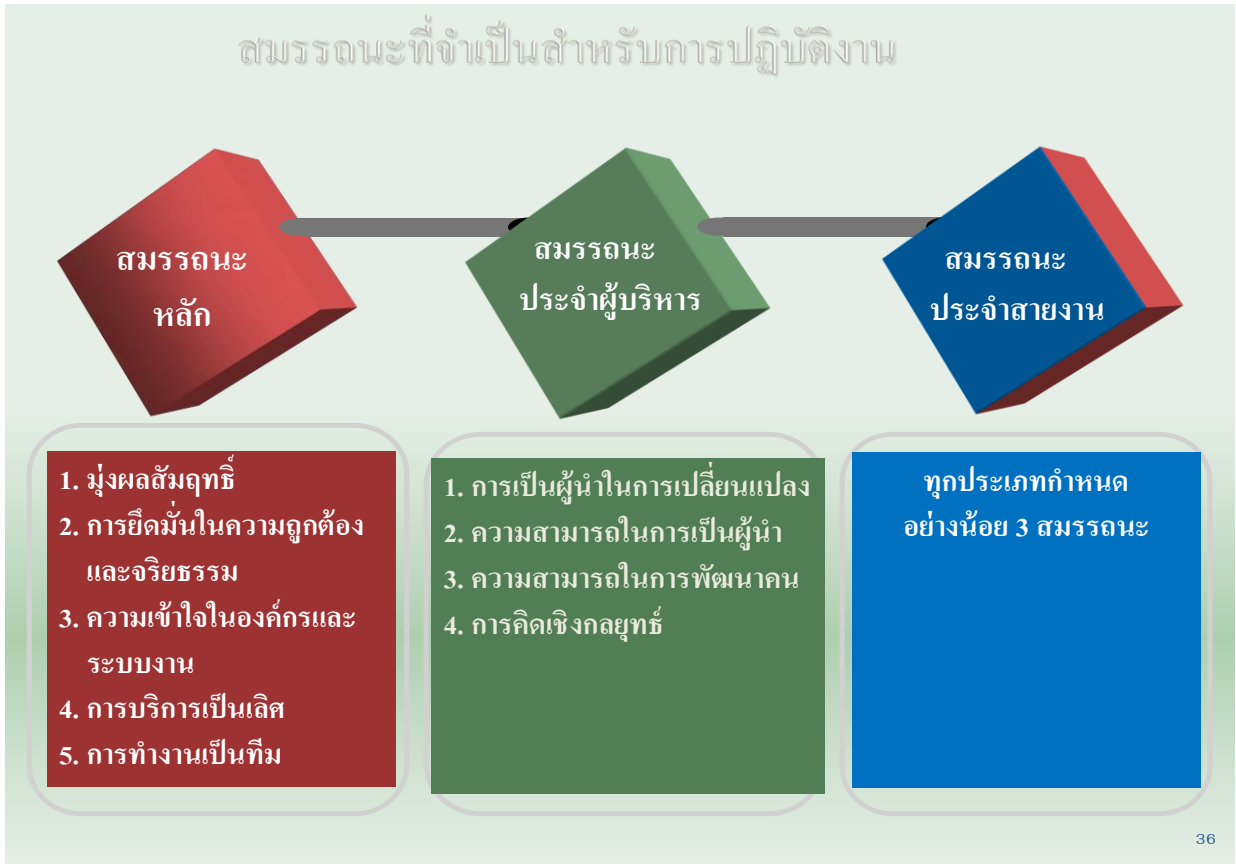 สมรรถนะที่จำเป็นสำหรับการปฏิบัติงาน
สมรรถนะ
หลัก
สมรรถนะ
ประจำผู้บริหาร
สมรรถนะ
ประจำสายงาน
1. มุ่งผลสัมฤทธิ์
2. การยึดมั่นในความถูกต้อง
และจริยธรรม
3. ความเข้าใจในองค์กรและ
ระบบงาน
4. การบริการเป็นเลิศ
5. การทำงานเป็นทีม
1. การเป็นผู้นำในการเปลี่ยนแปลง
2. ความสามารถในการเป็นผู้นำ
3. ความสามารถในการพัฒนาคน
4. การคิดเชิงกลยุทธ์
ทุกประเภทกำหนด
อย่างน้อย 3 สมรรถนะ
36